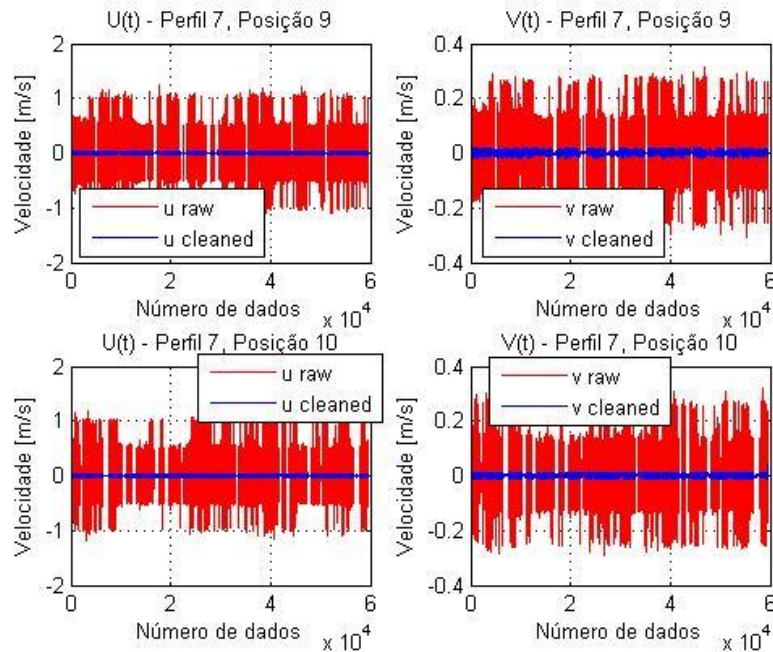 U(t) - Perfil 7, Posição 9
Velocidade [m/s]
2
1
0
-1
-2
u raw
u cleaned
0 2 4 6
Número de dados
x 10^4
V(t) - Perfil 7, Posição 9
Velocidade [m/s]
0.4
0.2
0
-0.2
-0.4
v raw
v cleaned
0 2 4 6
Número de dados
x 10^4
U(t) - Perfil 7, Posição 10
Velocidade [m/s]
2
1
0
-1
-2
u raw
u cleaned
0 2 4 6
Número de dados
x 10^4
V(t) - Perfil 7, Posição 10
Velocidade [m/s]
0.4
0.2
0
-0.2
-0.4
v raw
v cleaned
0 2 4 6
Número de dados
x 10^4